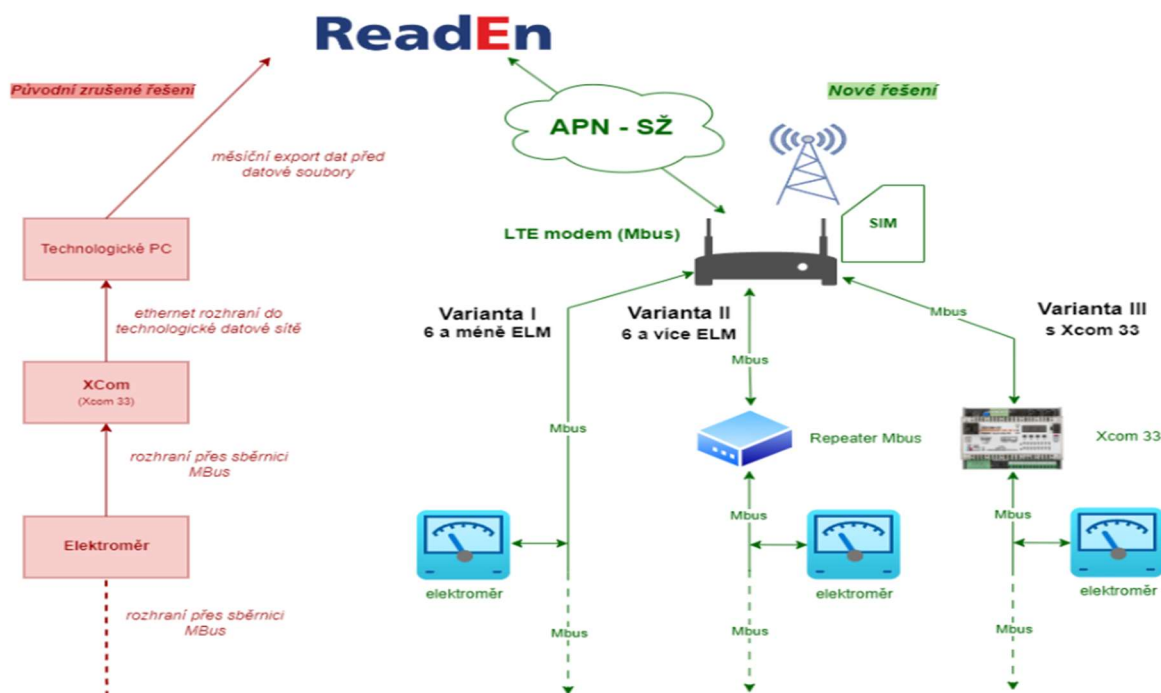 ReadEn
Původní zrušené řešení
Nové řešení
APN - SŽ
měsíční export dat před
datové soubory
SIM
Technologické PC
LTE modem (Mbus)
ethernet rozhraní do
technologické datové sítě
Varianta I
6 a méně ELM
Varianta II
6 a více ELM
Varianta III
s Xcom 33
Mbus
Mbus
XCom
(Xcom 33)
Mbus
Repeater Mbus
Xcom 33
rozhraní přes sběrnici
MBus
Mbus
Mbus
Elektroměr
elektroměr
elektroměr
elektroměr
rozhraní přes sběrnici
MBus
Mbus
Mbus
Mbus